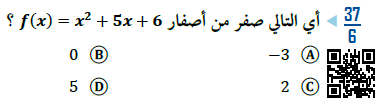 37/6 أي التالي صفر من أصفار f(x) = x² + 5x + 6 ؟
−3 (A) 0 (B)
2 (C) 5 (D)